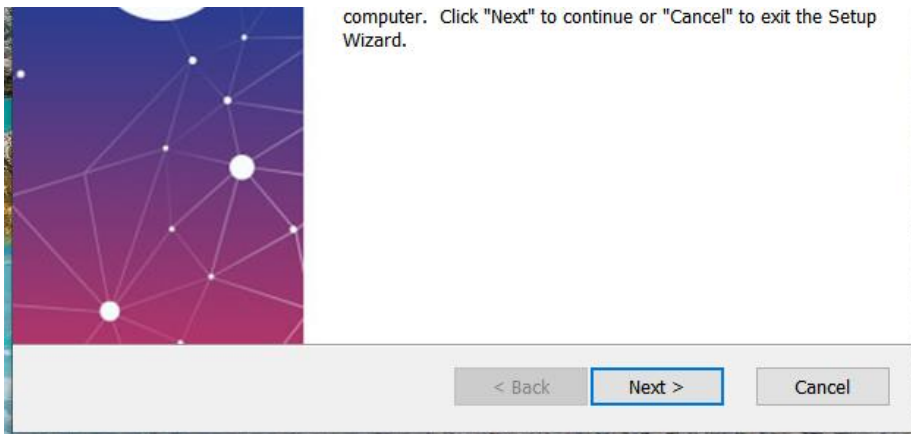 computer.  Click "Next" to continue or "Cancel" to exit the Setup
Wizard.
< Back
Next >
Cancel